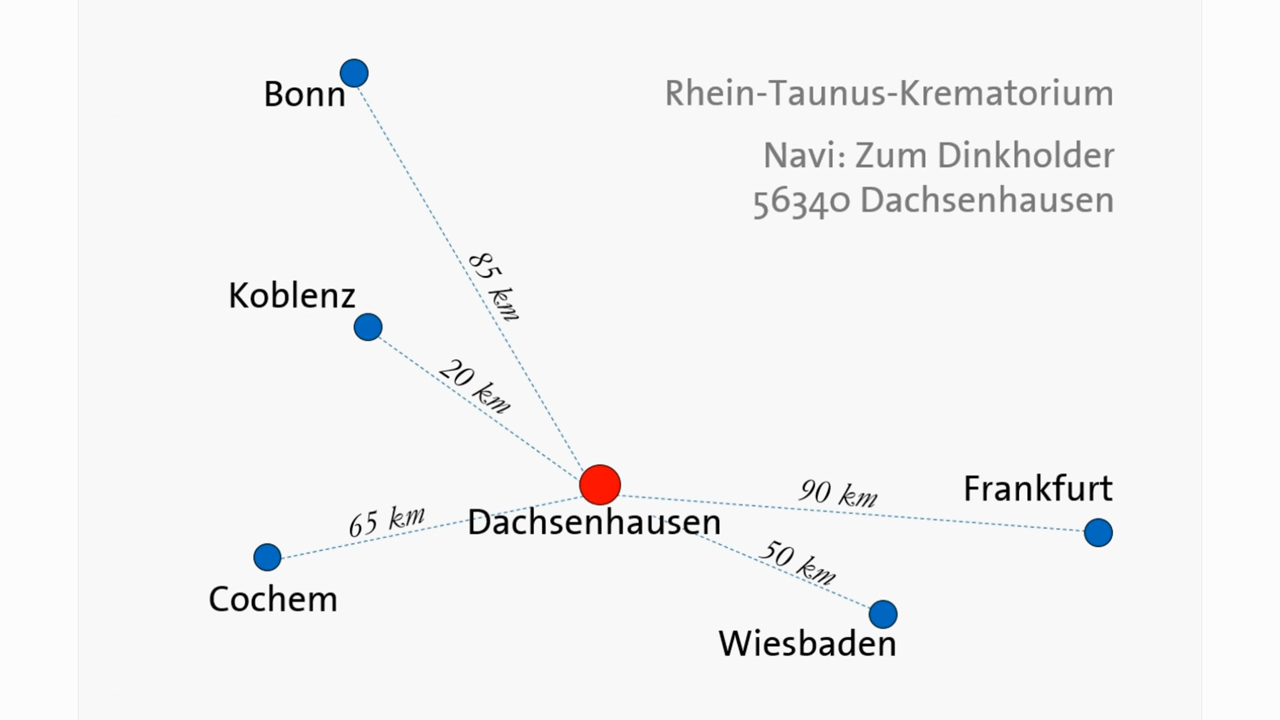 Bonn
Rhein-Taunus-Krematorium
Navi: Zum Dinkholder
56340 Dachsenhausen
85 km
Koblenz
20 km
Frankfurt
90 km
65 km
Dachsenhausen
50 km
Cochem
Wiesbaden